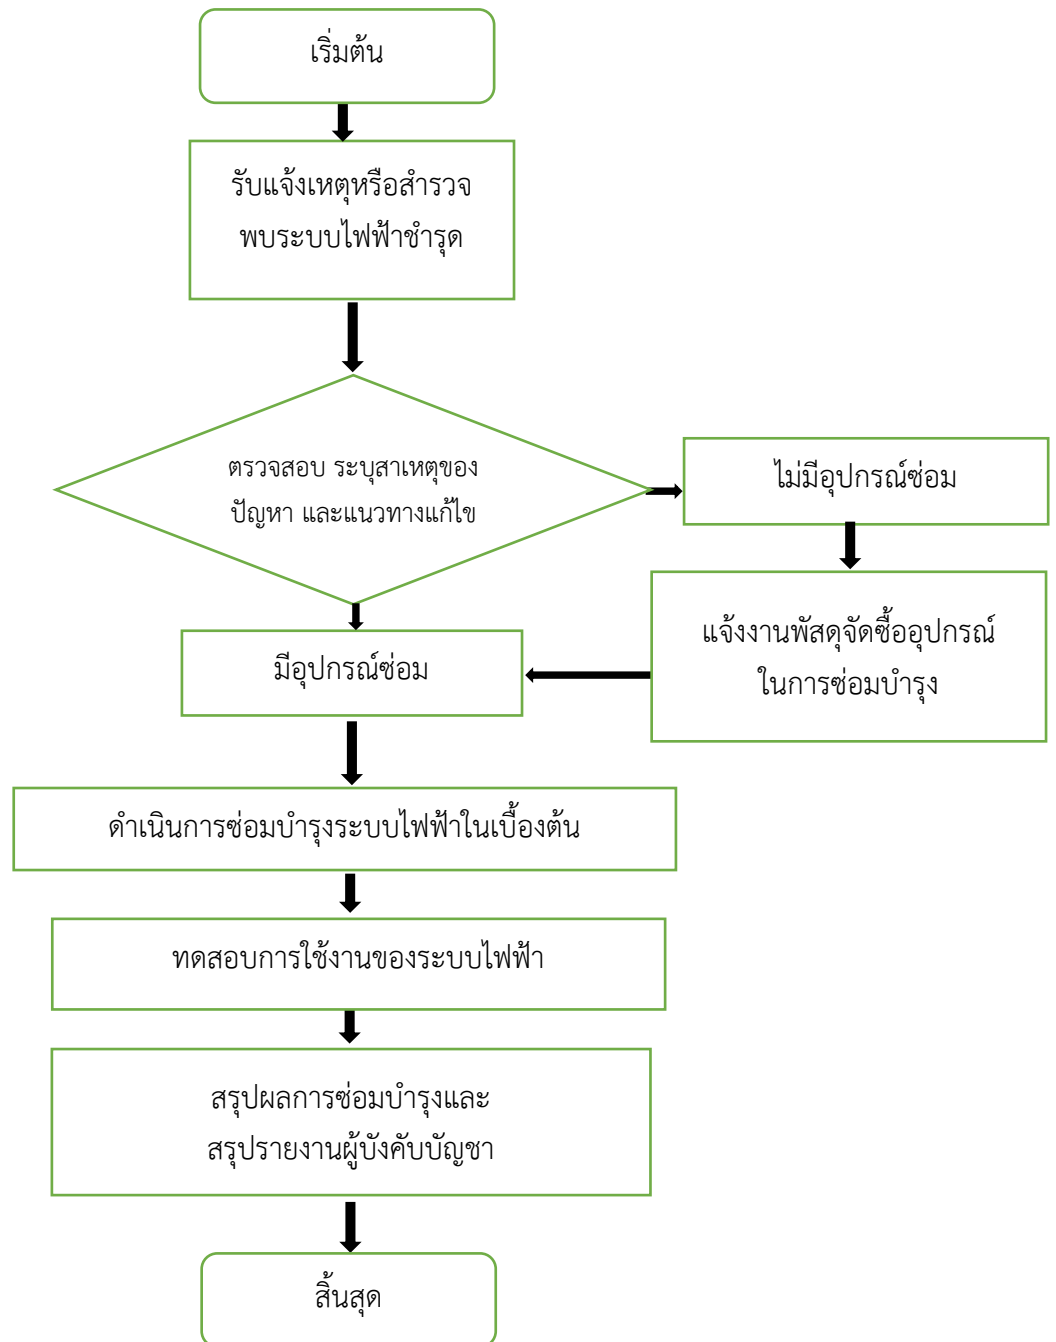 เริ่มต้น
รับแจ้งเหตุหรือสำรวจ
พบระบบไฟฟ้าชำรุด
ตรวจสอบ ระบุสาเหตุของ
ปัญหา และแนวทางแก้ไข
ไม่มีอุปกรณ์ซ่อม
แจ้งงานพัสดุจัดซื้ออุปกรณ์
ในการซ่อมบำรุง
มีอุปกรณ์ซ่อม
ดำเนินการซ่อมบำรุงระบบไฟฟ้าในเบื้องต้น
ทดสอบการใช้งานของระบบไฟฟ้า
สรุปผลการซ่อมบำรุงและ
สรุปรายงานผู้บังคับบัญชา
สิ้นสุด